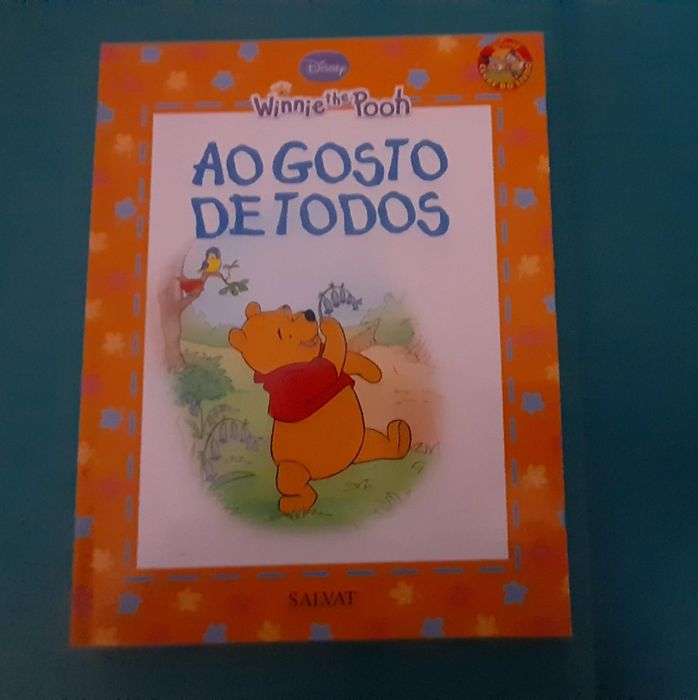 Disney
Winnie the Pooh
AO GOSTO
DE TODOS
SALVAT